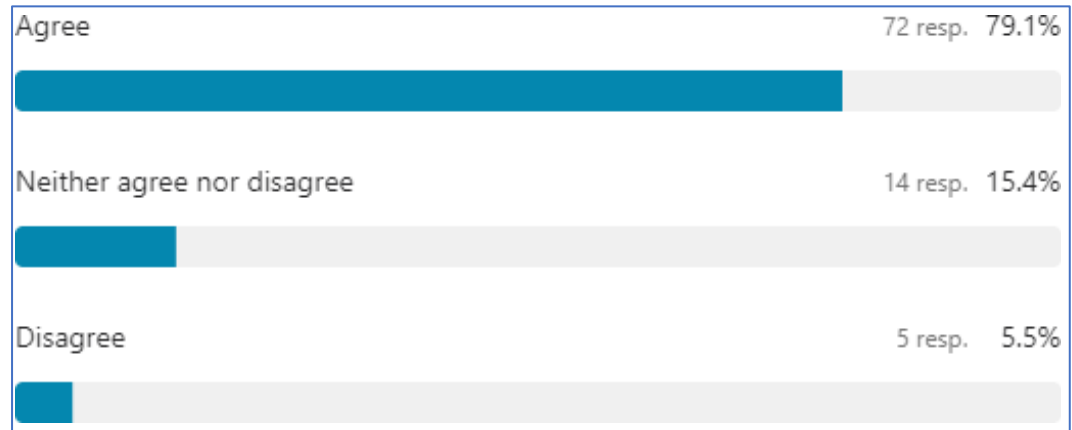 Agree 72 resp. 79.1%
Neither agree nor disagree 14 resp. 15.4%
Disagree 5 resp. 5.5%